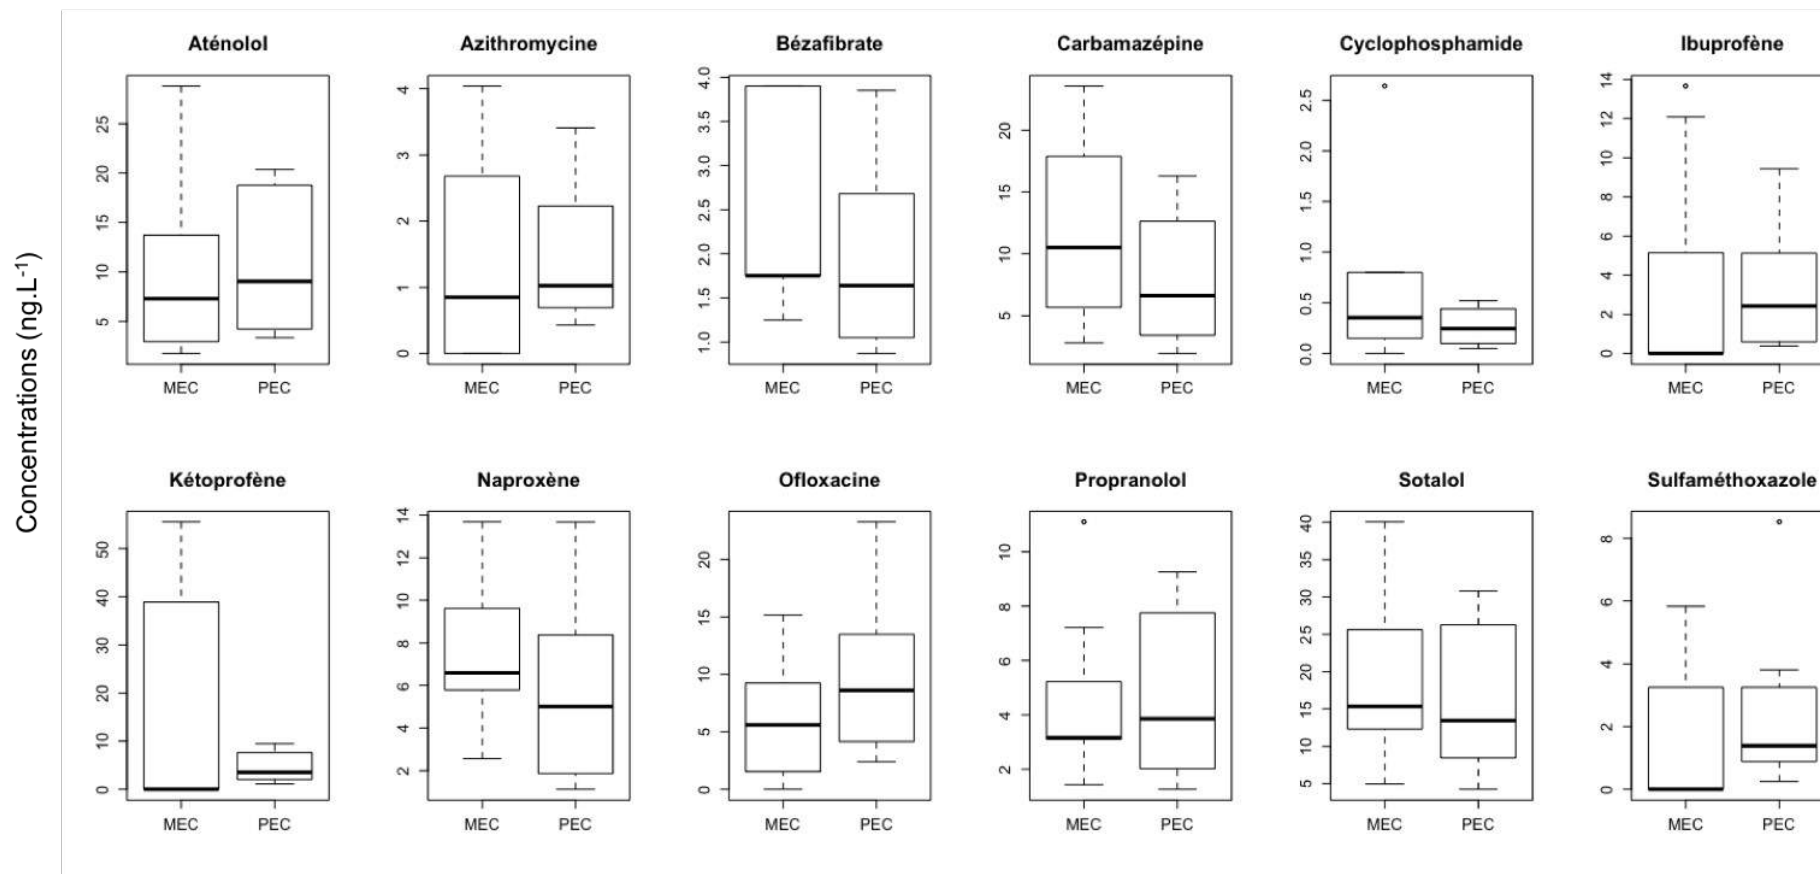 Concentrations (ng.L-1)
Aténolol
25
20
15
10
5
MEC PEC
Azithromycine
4
3
2
1
0
MEC PEC
Bézafibrate
4.0
3.5
3.0
2.5
2.0
1.5
1.0
MEC PEC
Carbamazépine
20
15
10
5
MEC PEC
Cyclophosphamide
2.5
2.0
1.5
1.0
0.5
0.0
MEC PEC
Ibuprofène
14
12
10
8
6
4
2
0
MEC PEC
Kétoprofène
50
40
30
20
10
0
MEC PEC
Naproxène
14
12
10
8
6
4
2
MEC PEC
Ofloxacine
20
15
10
5
0
MEC PEC
Propranolol
10
8
6
4
2
MEC PEC
Sotalol
40
35
30
25
20
15
10
5
MEC PEC
Sulfaméthoxazole
8
6
4
2
0
MEC PEC